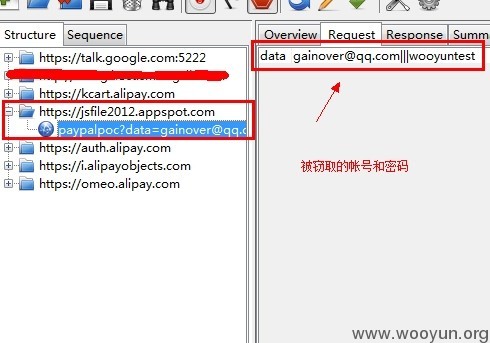 Structure Sequence
Overview Request Response Summ
https://talk.google.com:5222
https://kcart.alipay.com
https://jsfile2012.appspot.com
paypalpoc?data=gainover@qq.c
https://auth.alipay.com
https://i.alipayobjects.com
https://omeo.alipay.com
data gainover@qq.com|||wooyuntest
被窃取的帐号和密码
www.wooyun.org